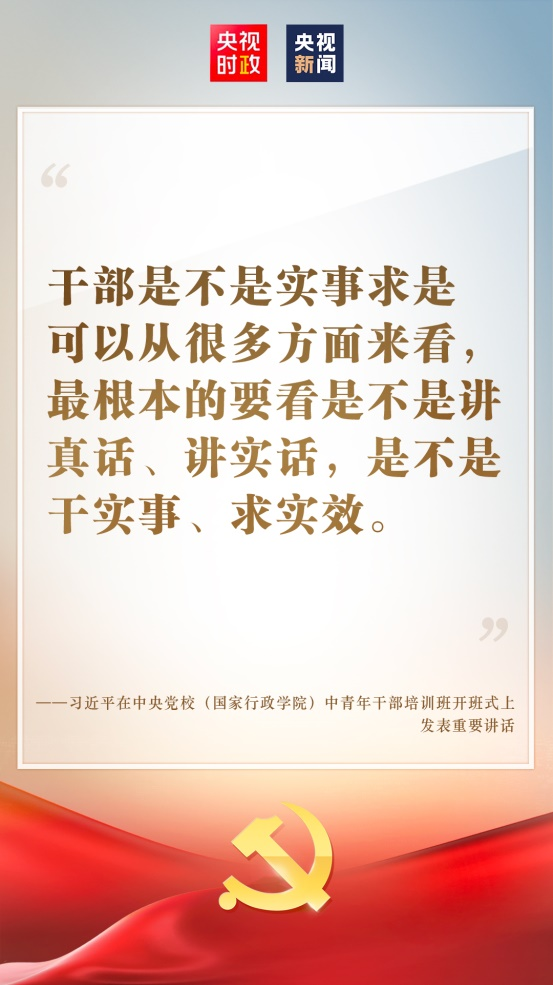 央视 央视
时政 新闻
“
干部是不是实事求是
可以从很多方面来看，
最根本的要看是不是讲
真话、讲实话，是不是
干实事、求实效。
”
——习近平在中央党校（国家行政学院）中青年干部培训班开班式上
发表重要讲话